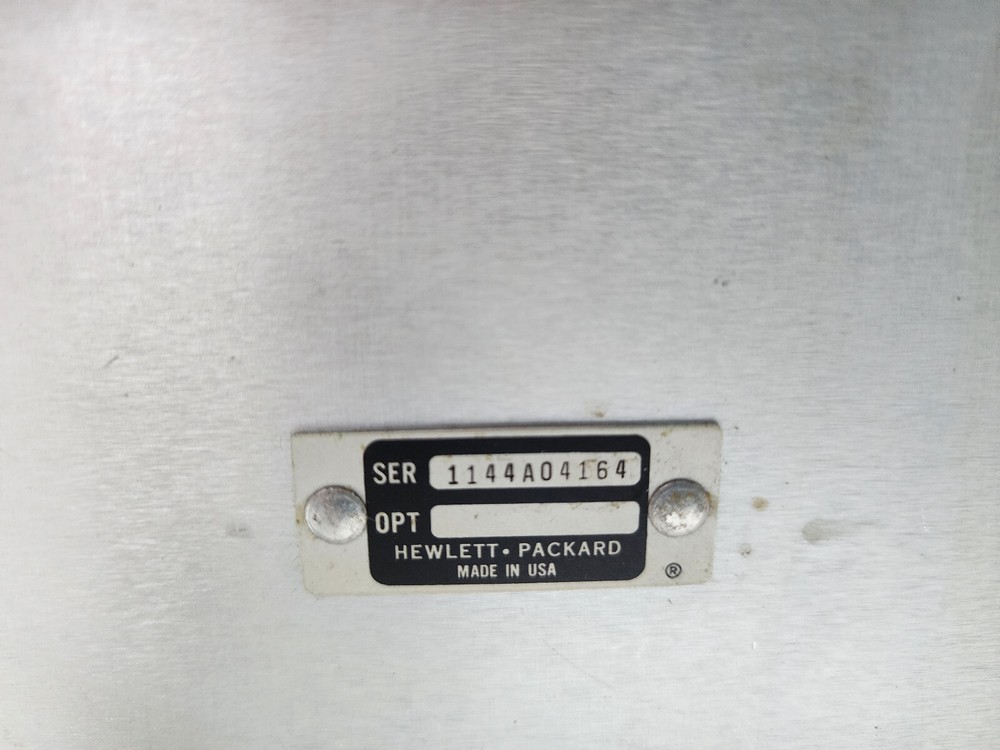 SER 1144A04164
OPT
HEWLETT • PACKARD
MADE IN USA
®